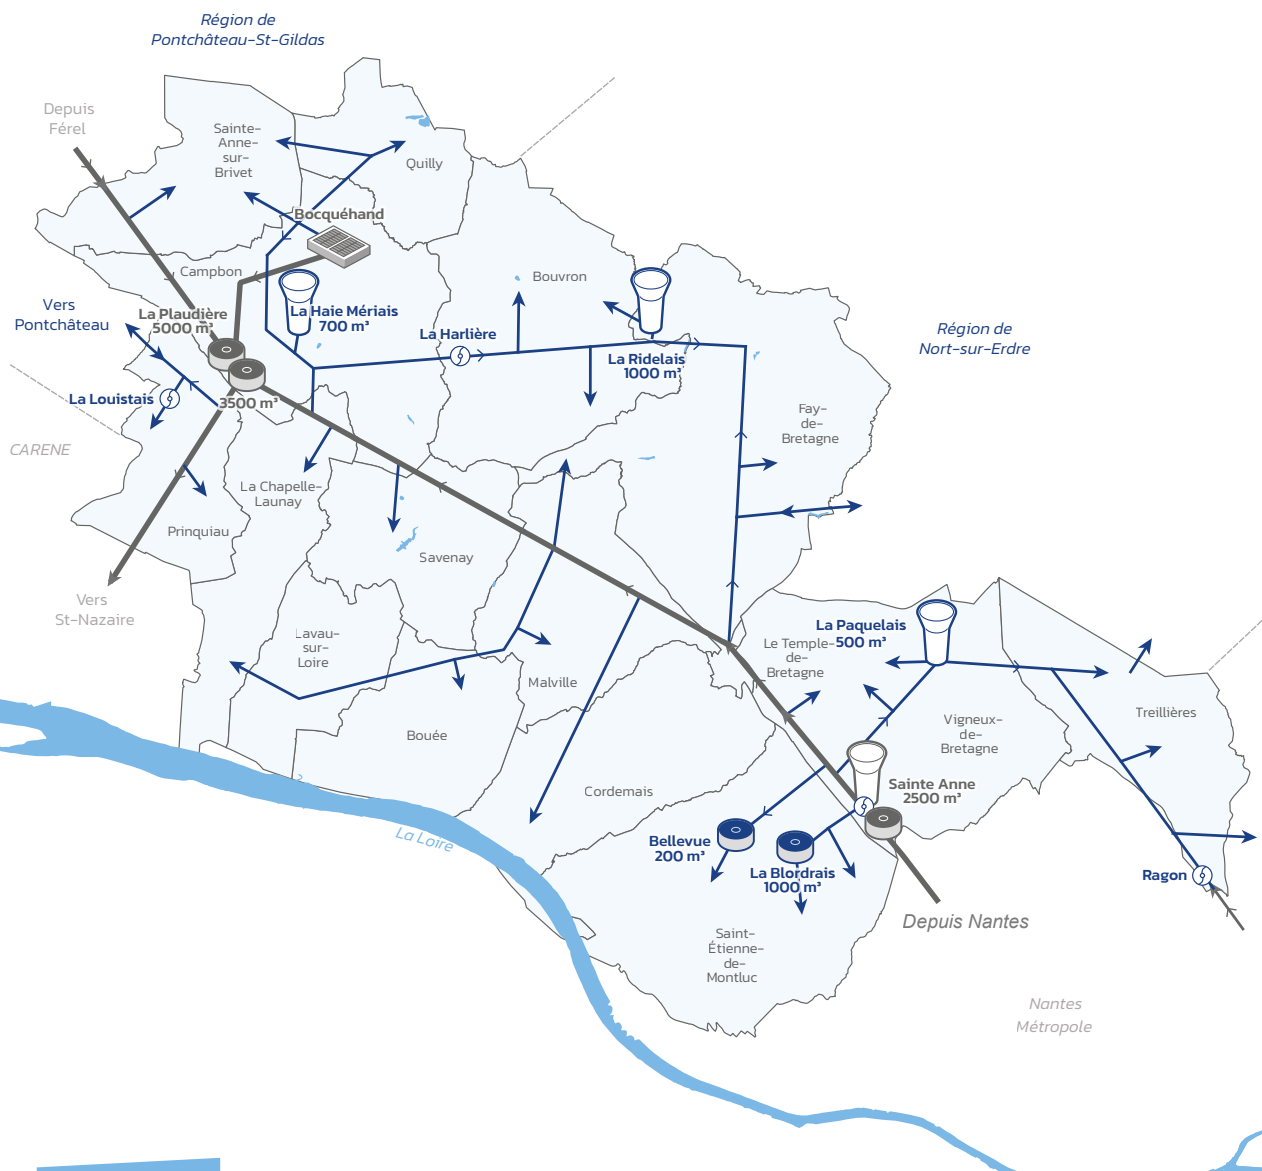 Région de
Pontchâteau-St-Gildas
Depuis
Férel
Sainte-
Anne-
sur-
Brivet
Quilly
Bocquéhand
Campbon
Bouvron
Vers
Pontchâteau
La Plaudière
5000 m³
La Haie Mériais
700 m³
La Harlière
La Ridelais
1000 m³
Région de
Nort-sur-Erdre
La Louistais
3500 m³
CARENE
Fay-
de-
Bretagne
La Chapelle-
Launay
Prinquiau
Savenay
Vers
St-Nazaire
Lavau-
sur-
Loire
La Paquelais
500 m³
Le Temple-
de-
Bretagne
Malville
Treillières
Vigneux-
de-
Bretagne
Bouée
Cordemais
Sainte Anne
2500 m³
La Loire
Bellevue
200 m³
La Blordrais
1000 m³
Ragon
Depuis Nantes
Saint-
Étienne-
de-
Montluc
Nantes
Métropole